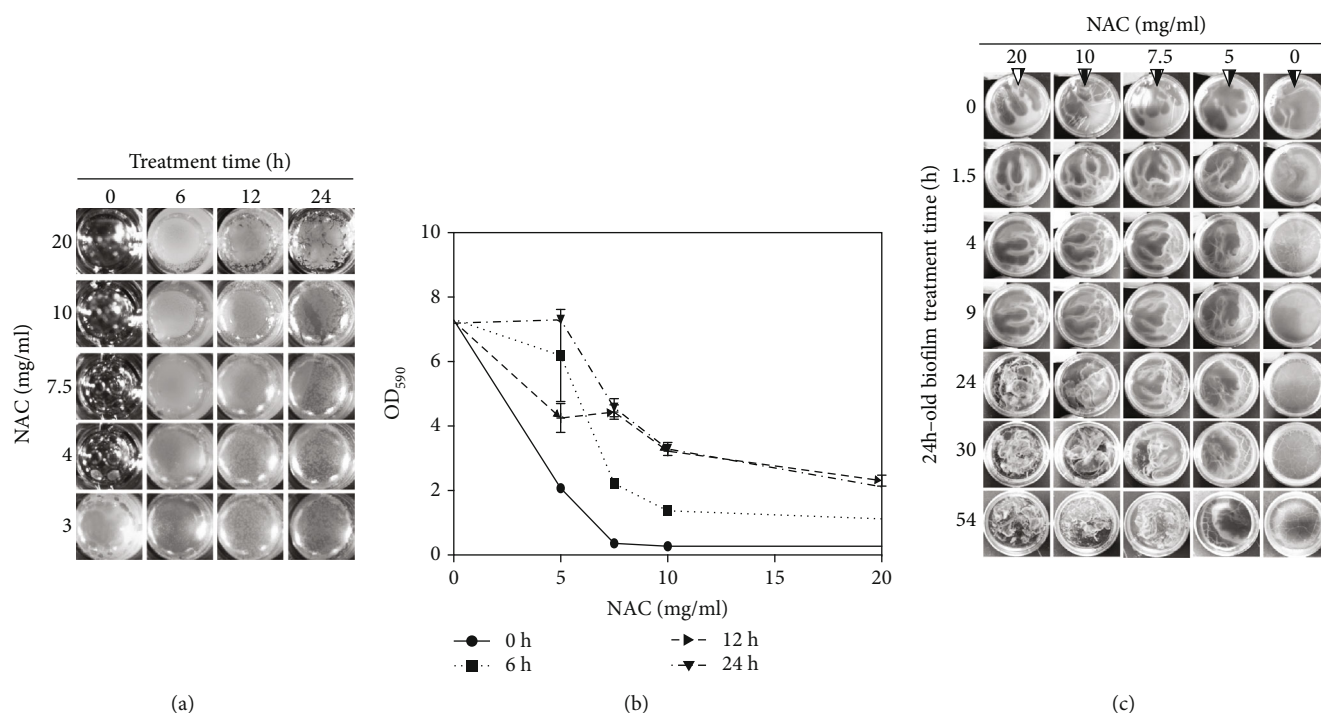 Treatment time (h)
0 6 12 24
NAC (mg/ml)
20
10
7.5
4
3
(a)
OD590
10
8
6
4
2
0
0 5 10 15 20
NAC (mg/ml)
0 h 12 h
6 h 24 h
(b)
NAC (mg/ml)
20 10 7.5 5 0
24h–old biofilm treatment time (h)
0
1.5
4
9
24
30
54
(c)